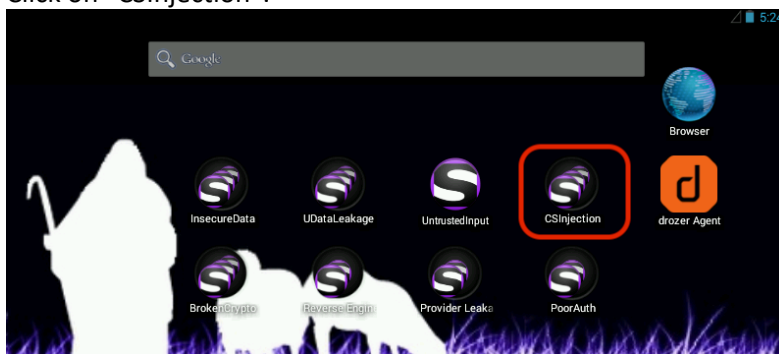 Click on "CSInjection".
5:24
Google
Browser
InsecureData
UDataLeakage
UntrustedInput
CSInjection
drozer Agent
BrokenCrypto
Reverse Engin
Provider Leaka
PoorAuth